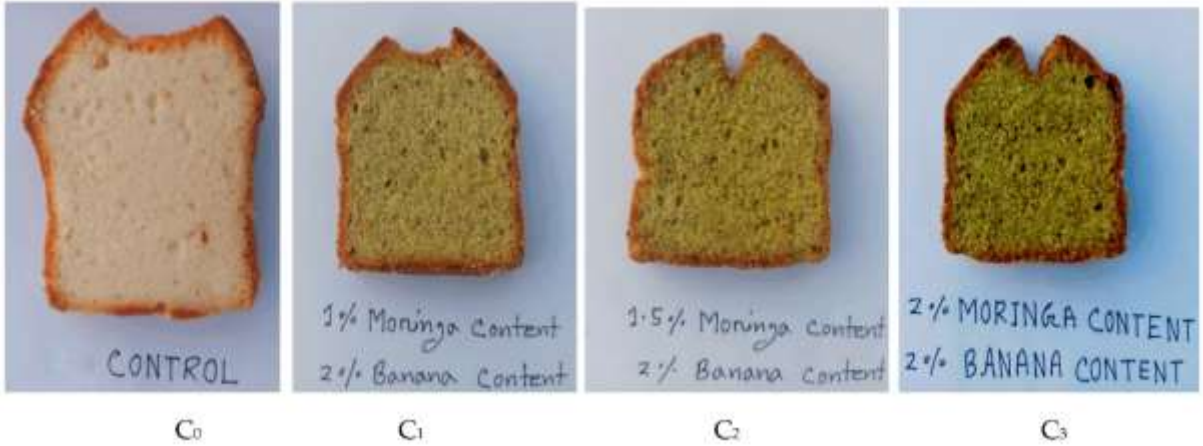 CONTROL
1% Moringa Content
2% Banana Content
1.5% Moringa Content
2% Banana Content
2% MORINGA CONTENT
2% BANANA CONTENT
C₀
C₁
C₂
C₃